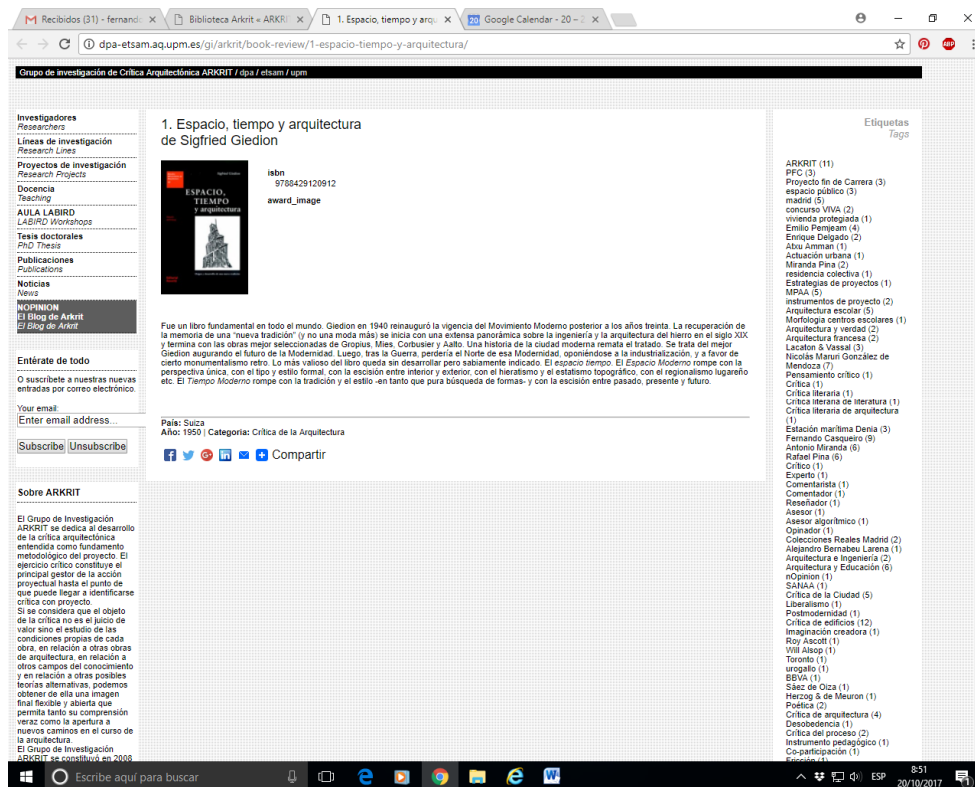 Recibidos (31) - fernando
Biblioteca Arkrit « ARKRI
1. Espacio, tiempo y arqu
20 Google Calendar - 20 – 2
dpa-etsam.aq.upm.es/gi/arkrit/book-review/1-espacio-tiempo-y-arquitectura/
ABP
Grupo de investigación de Crítica Arquitectónica ARKRIT / dpa / etsam / upm
Investigadores
Researchers
Líneas de investigación
Research Lines
Proyectos de investigación
Research Projects
Docencia
Teaching
AULA LABIRD
LABIRD Workshops
Tesis doctorales
PhD Thesis
Publicaciones
Publications
Noticias
News
NOPINION
El Blog de Arkrit
El Blog de Arkrit
Entérate de todo
O suscríbete a nuestras nuevas
entradas por correo electrónico.
Your email:
Enter email address...
Subscribe Unsubscribe
Sobre ARKRIT
El Grupo de Investigación
ARKRIT se dedica al desarrollo
de la crítica arquitectónica
entendida como fundamento
metodológico del proyecto. El
ejercicio crítico constituye el
principal gestor de la acción
proyectual hasta el punto de
que puede llegar a identificarse
crítica con proyecto.
Si se considera que el objeto
de la crítica no es el juicio de
valor sino el estudio de las
condiciones propias de cada
obra, en relación a otras obras
de arquitectura, en relación a
otros campos del conocimiento
y en relación a otras posibles
teorías alternativas, podemos
obtener de ella una imagen
final flexible y abierta que
permita tanto su comprensión
veraz como la apertura a
nuevos caminos en el curso de
la arquitectura.
El Grupo de Investigación
ARKRIT se constituyó en 2008
1. Espacio, tiempo y arquitectura
de Sigfried Giedion
ESPACIO,
TIEMPO
y arquitectura
isbn
9788429120912
award_image
Fue un libro fundamental en todo el mundo. Giedion en 1940 reinauguró la vigencia del Movimiento Moderno posterior a los años treinta. La recuperación de
la memoria de una “nueva tradición” (y no una moda más) se inicia con una extensa panorámica sobre la ingeniería y la arquitectura del hierro en el siglo XIX
y termina con las obras mejor seleccionadas de Gropius, Mies, Corbusier y Aalto. Una historia de la ciudad moderna remata el tratado. Se trata del mejor
Giedion augurando el futuro de la Modernidad. Luego, tras la Guerra, perdería el Norte de esa Modernidad, oponiéndose a la industrialización, y a favor de
cierto monumentalismo retro. Lo más valioso del libro queda sin desarrollar pero sabiamente indicado. El espacio tiempo. El Espacio Moderno rompe con la
perspectiva única, con el tipo y estilo formal, con la escisión entre interior y exterior, con el hieratismo y el estatismo topográfico, con el regionalismo lugareño
etc. El Tiempo Moderno rompe con la tradición y el estilo -en tanto que pura búsqueda de formas- y con la escisión entre pasado, presente y futuro.
País: Suiza
Año: 1950 | Categoria: Crítica de la Arquitectura
Compartir
Etiquetas
Tags
ARKRIT (11)
PFC (3)
Proyecto fin de Carrera (3)
espacio público (3)
madrid (5)
concurso VIVA (2)
vivienda protegiada (1)
Emilio Pemjeam (4)
Enrique Delgado (2)
Atxu Amman (1)
Actuación urbana (1)
Miranda Pina (2)
residencia colectiva (1)
Estrategias de proyectos (1)
MPAA (5)
instrumentos de proyecto (2)
Arquitectura escolar (5)
Morfología centros escolares (1)
Arquitectura y verdad (2)
Arquitectura francesa (2)
Lacaton & Vassal (3)
Nicolás Maruri González de
Mendoza (7)
Pensamiento crítico (1)
Crítica (1)
Crítica literaria (1)
Crítica literaria de literatura (1)
Crítica literaria de arquitectura
(1)
Estación marítima Denia (3)
Fernando Casqueiro (9)
Antonio Miranda (6)
Rafael Pina (6)
Crítico (1)
Experto (1)
Comentarista (1)
Comentador (1)
Reseñador (1)
Asesor (1)
Asesor algorítmico (1)
Opinador (1)
Colecciones Reales Madrid (2)
Alejandro Bernabeu Larena (1)
Arquitectura e Ingeniería (2)
Arquitectura y Educación (6)
nOpinion (1)
SANAA (1)
Crítica de la Ciudad (5)
Liberalismo (1)
Postmodernidad (1)
Crítica de edificios (12)
Imaginación creadora (1)
Roy Ascott (1)
Will Alsop (1)
Toronto (1)
urogallo (1)
BBVA (1)
Sáez de Oiza (1)
Herzog & de Meuron (1)
Poética (2)
Crítica de arquitectura (4)
Desobedencia (1)
Crítica del proceso (2)
Instrumento pedagógico (1)
Co-participación (1)
Fricción (1)
Escribe aquí para buscar
ESP
8:51
20/10/2017